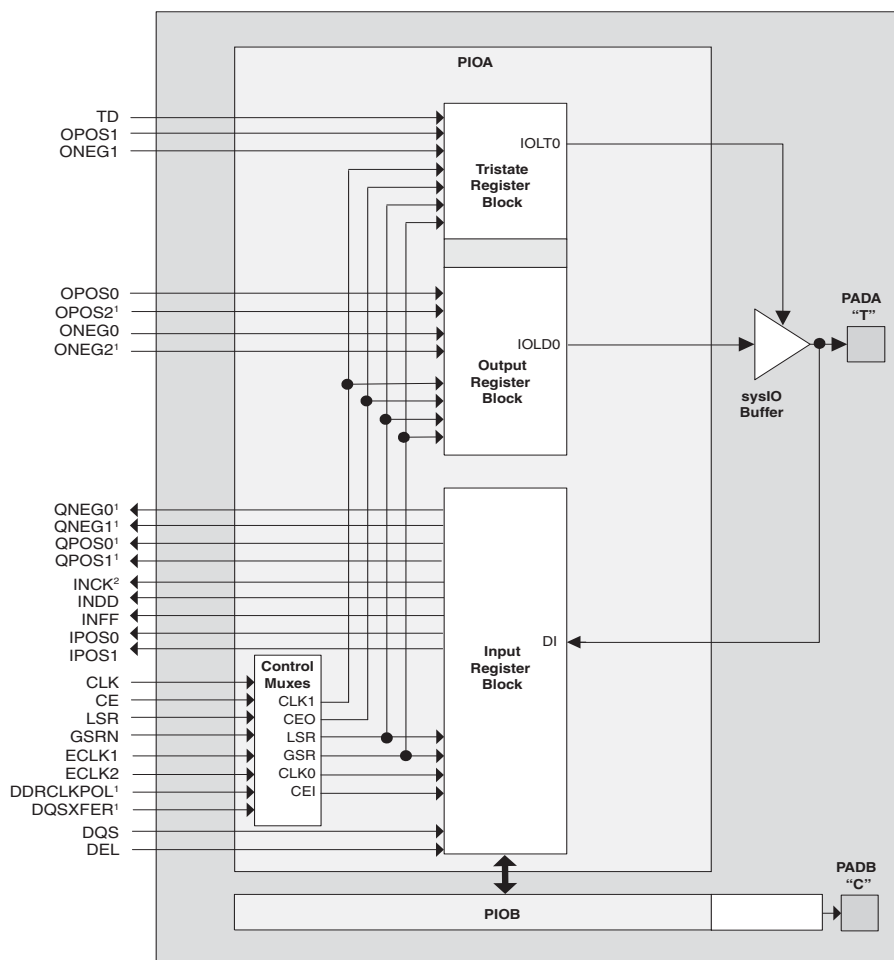 PIOA
TD
OPOS1
ONEG1
IOLT0
Tristate
Register
Block
OPOS0
OPOS2¹
ONEG0
ONEG2¹
IOLD0
Output
Register
Block
PADA
“T”
sysIO
Buffer
QNEG0¹
QNEG1¹
QPOS0¹
QPOS1¹
INCK²
INDD
INFF
IPOS0
IPOS1
DI
Input
Register
Block
Control
Muxes
CLK
CE
LSR
GSRN
ECLK1
ECLK2
DDRCLKPOL¹
DQSXFER¹
CLK1
CEO
LSR
GSR
CLK0
CEI
DQS
DEL
PADB
“C”
PIOB